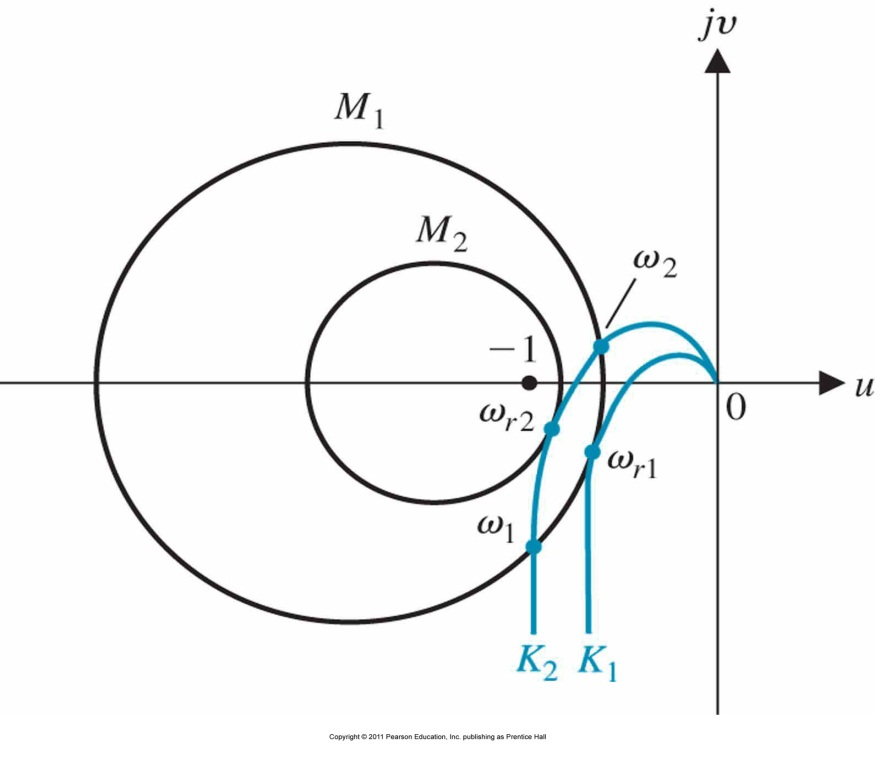 jυ
M₁
M₂
ω₂
−1
u
0
ωᵣ₂
ωᵣ₁
ω₁
K₂ K₁
Copyright © 2011 Pearson Education, Inc. publishing as Prentice Hall